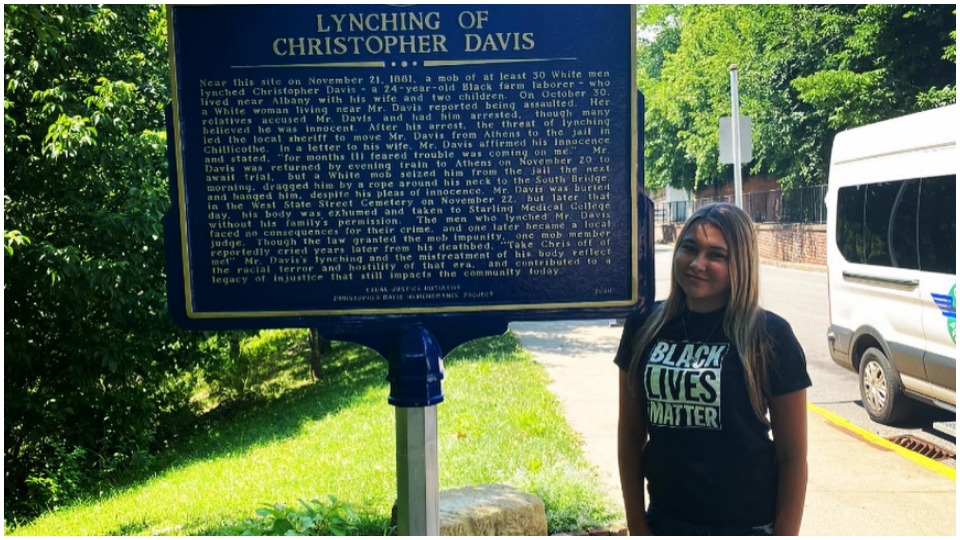 LYNCHING OF
CHRISTOPHER DAVIS
Near this site on November 21, 1881, a mob of at least 30 White men
lynched Christopher Davis - a 24-year-old Black farm laborer - who
lived near Albany with his wife and two children. On October 30,
a White woman living near Mr. Davis reported being assaulted. Her
relatives accused Mr. Davis and had him arrested, though many
believed he was innocent. After his arrest, the threat of lynching
led the local sheriff to move Mr. Davis from Athens to the jail in
Chillicothe. In a letter to his wife, Mr. Davis affirmed his innocence
and stated, "for months [I] feared trouble was coming on me". Mr.
Davis was returned by evening train to Athens on November 20 to
await trial, but a White mob seized him from the jail the next
morning, dragged him by a rope around his neck to the South Bridge,
and hanged him, despite his pleas of innocence. Mr. Davis was buried
in the West State Street Cemetery on November 22, but later that
day, his body was exhumed and taken to Starling Medical College
without his family's permission. The men who lynched Mr. Davis
faced no consequences for their crime, and one later became a local
judge. Though the law granted the mob impunity, one mob member
reportedly cried years later from his deathbed, "Take Chris off of
me!" Mr. Davis's lynching and the mistreatment of his body reflect
the racial terror and hostility of that era, and contributed to a
legacy of injustice that still impacts the community today.
EQUAL JUSTICE INITIATIVE
CHRISTOPHER DAVIS REMEMBRANCE PROJECT
2020
BLACK
LIVES
MATTER